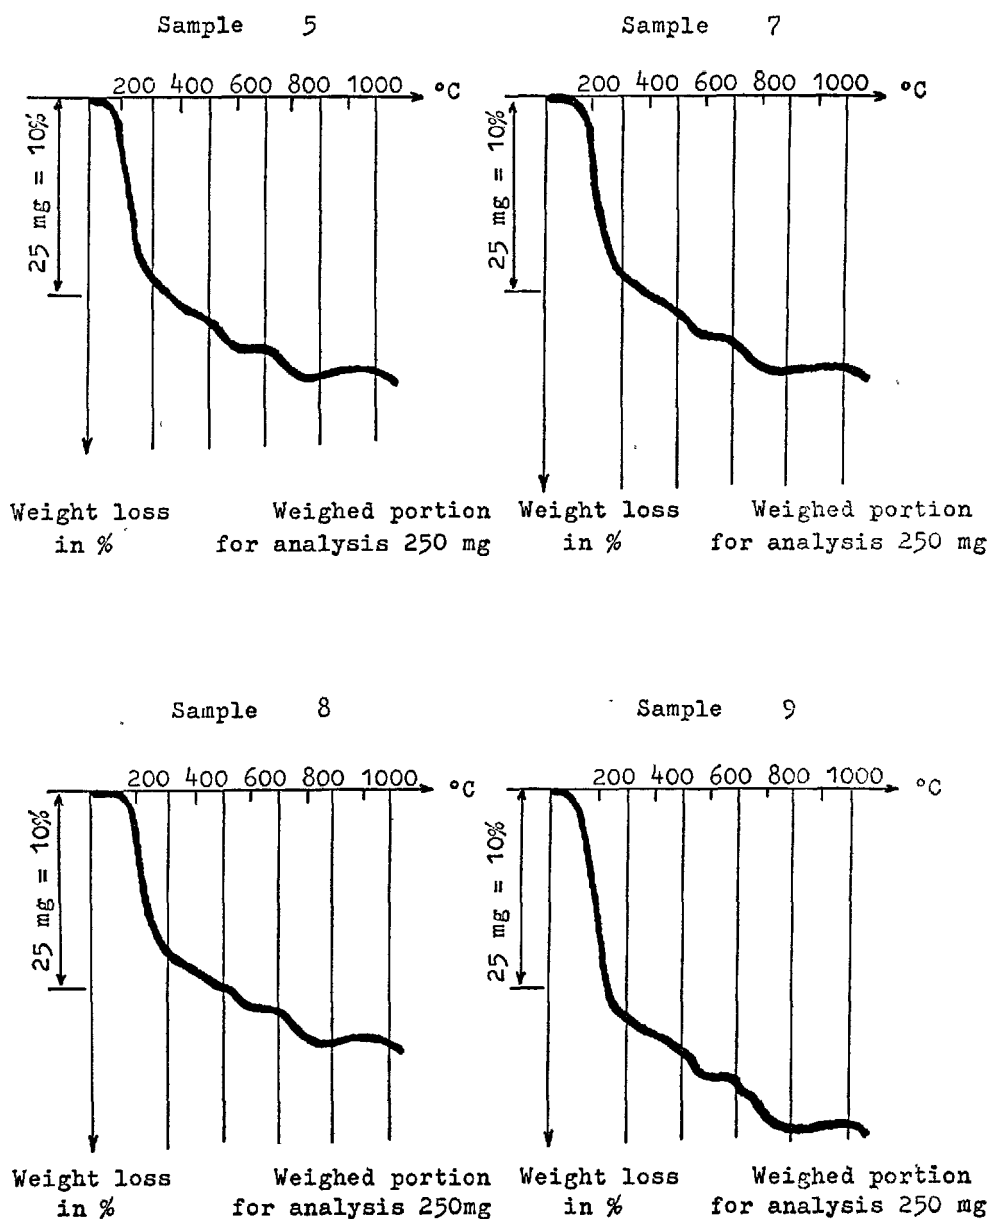 Sample 5
200 400 600 800 1000 °C
25 mg = 10%
Weight loss in %
Weighed portion for analysis 250 mg
Sample 7
200 400 600 800 1000 °C
25 mg = 10%
Weight loss in %
Weighed portion for analysis 250 mg
Sample 8
200 400 600 800 1000 °C
25 mg = 10%
Weight loss in %
Weighed portion for analysis 250mg
Sample 9
200 400 600 800 1000 °C
25 mg = 10%
Weight loss in %
Weighed portion for analysis 250 mg